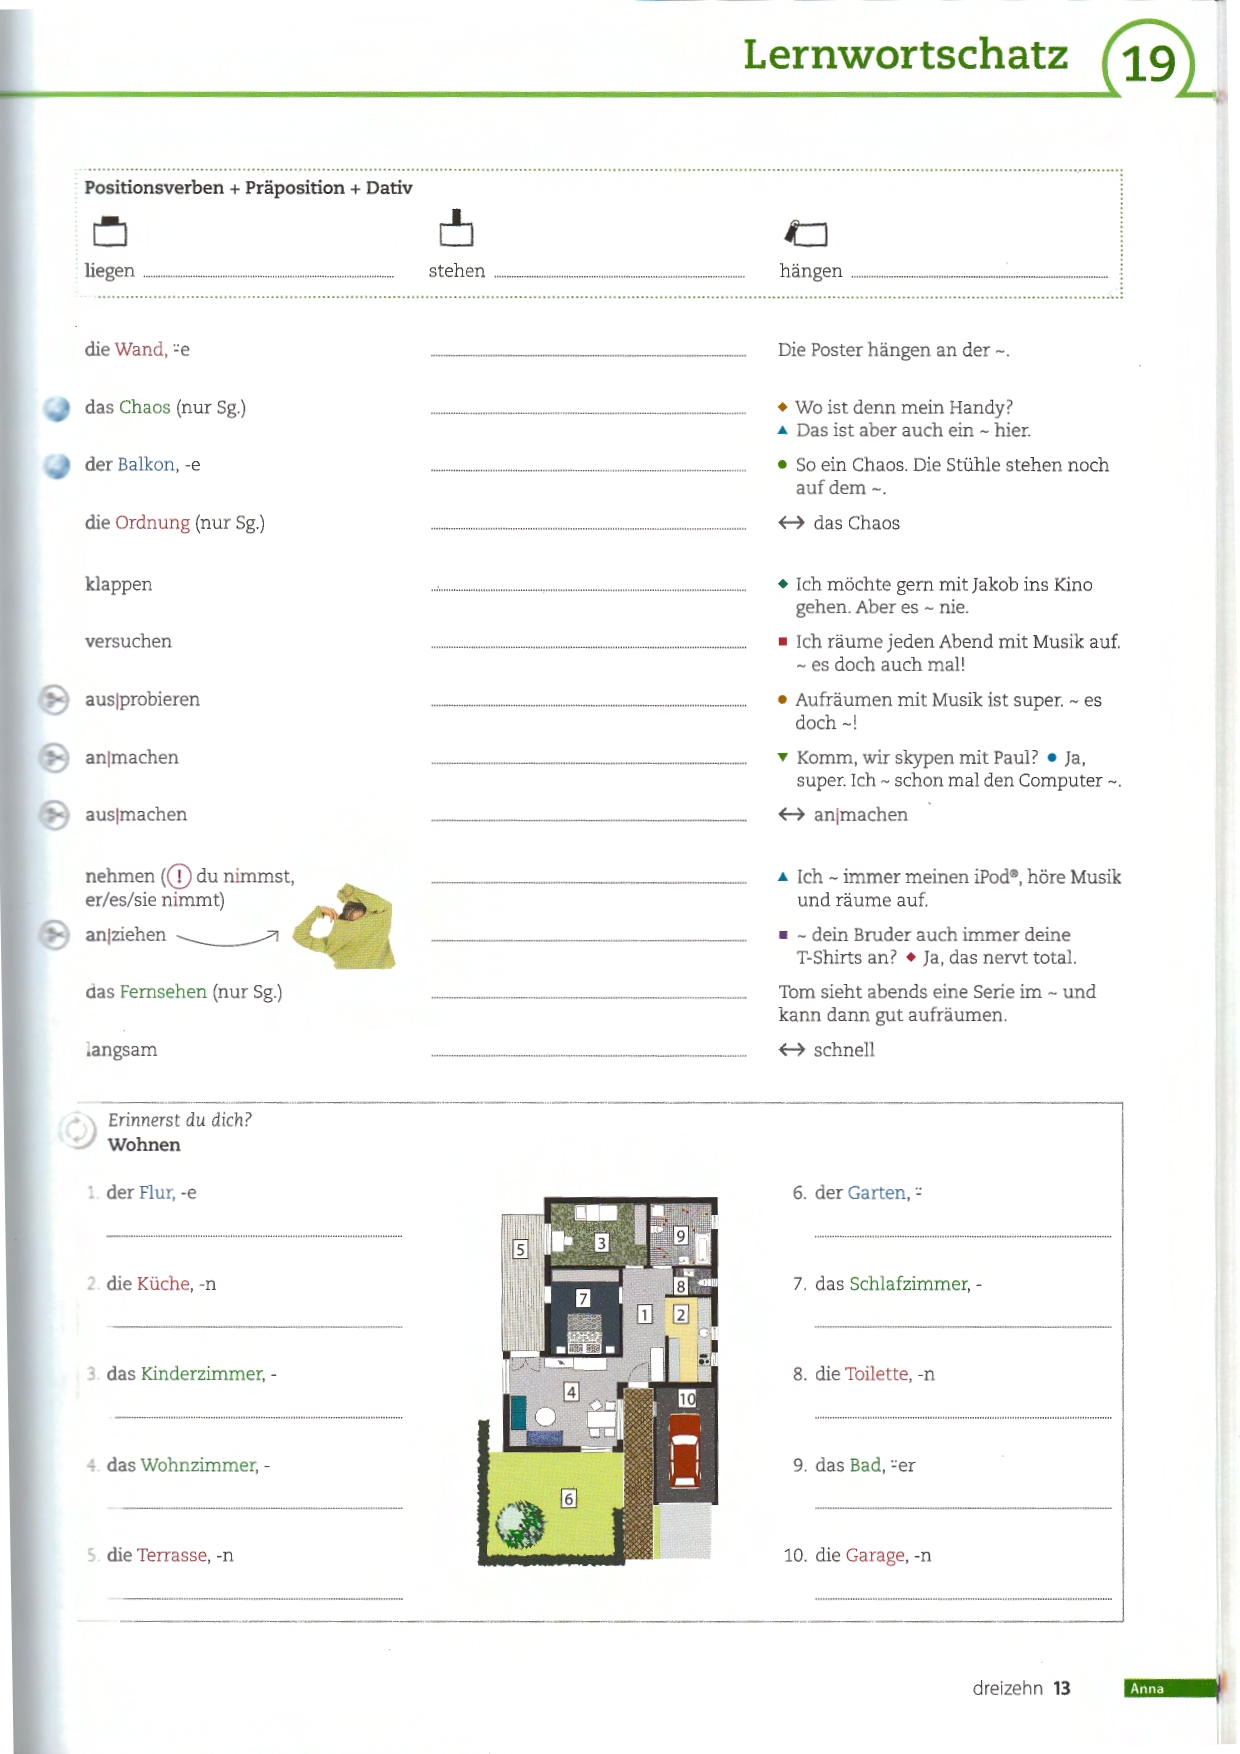 Lernwortschatz 19
Positionsverben + Präposition + Dativ
liegen stehen hängen
die Wand, ¨-e Die Poster hängen an der ~.
das Chaos (nur Sg.) ◆ Wo ist denn mein Handy?
▲ Das ist aber auch ein ~ hier.
der Balkon, -e ● So ein Chaos. Die Stühle stehen noch
auf dem ~.
die Ordnung (nur Sg.) ↔ das Chaos
klappen ◆ Ich möchte gern mit Jakob ins Kino
gehen. Aber es ~ nie.
versuchen ■ Ich räume jeden Abend mit Musik auf.
~ es doch auch mal!
aus|probieren ● Aufräumen mit Musik ist super. ~ es
doch ~!
an|machen ▼ Komm, wir skypen mit Paul? ● Ja,
super. Ich ~ schon mal den Computer ~.
aus|machen ↔ an|machen
nehmen (! du nimmst, ▲ Ich ~ immer meinen iPod®, höre Musik
er/es/sie nimmt) und räume auf.
an|ziehen ■ ~ dein Bruder auch immer deine
T-Shirts an? ◆ Ja, das nervt total.
das Fernsehen (nur Sg.) Tom sieht abends eine Serie im ~ und
kann dann gut aufräumen.
langsam ↔ schnell
Erinnerst du dich?
Wohnen
1. der Flur, -e
2. die Küche, -n
3. das Kinderzimmer, -
4. das Wohnzimmer, -
5. die Terrasse, -n
5
3
9
7
8
1
2
4
10
6
6. der Garten, ¨-
7. das Schlafzimmer, -
8. die Toilette, -n
9. das Bad, ¨-er
10. die Garage, -n
dreizehn 13 Anna